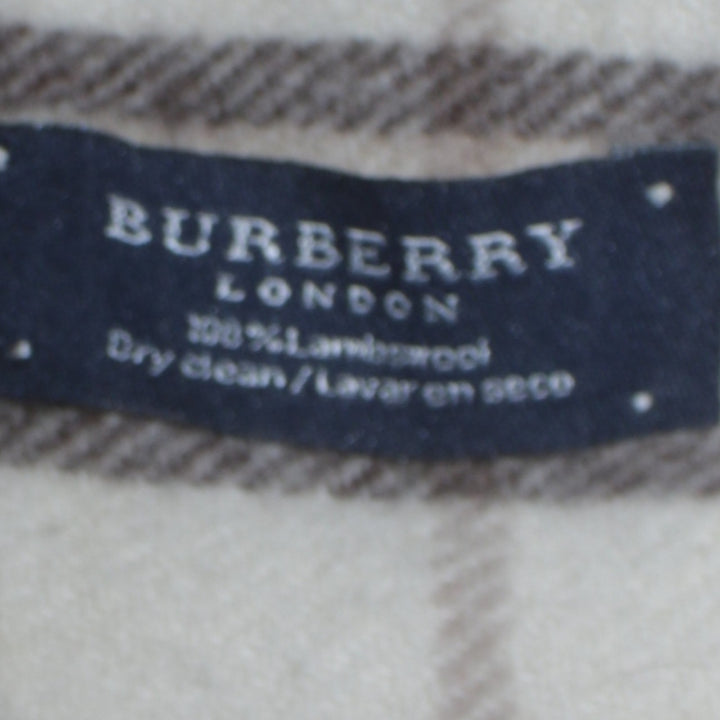 BURBERRY
LONDON
100% Lambswool
Dry clean / Lavar en seco